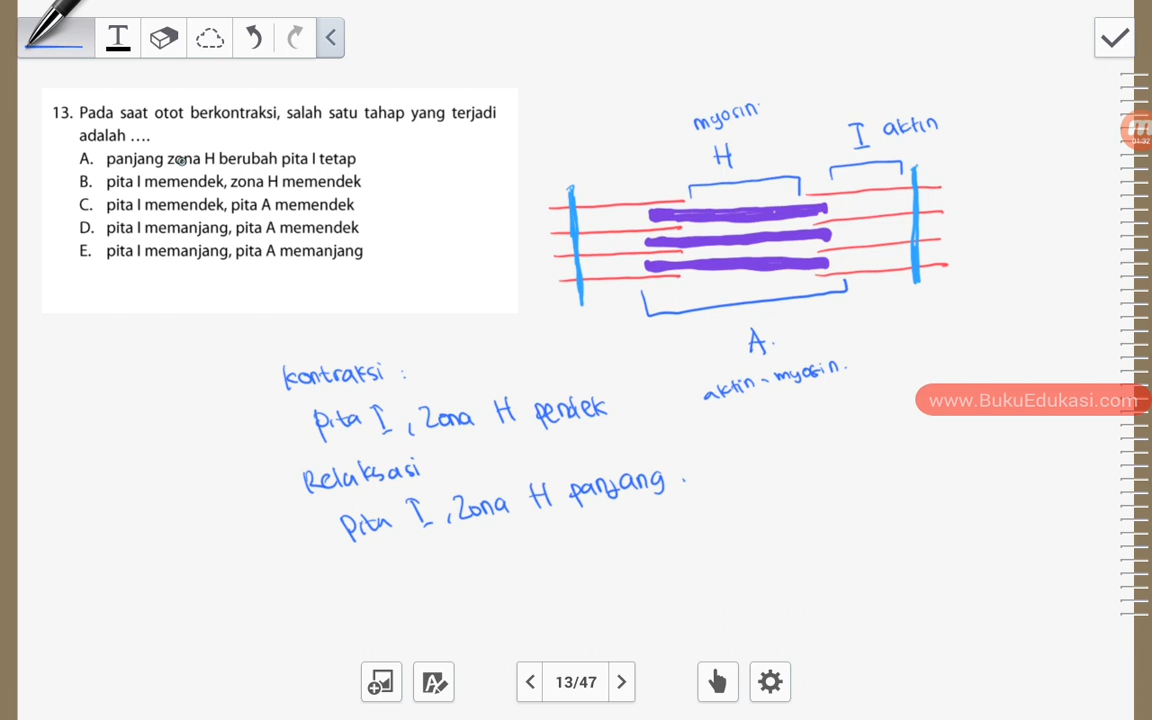 13. Pada saat otot berkontraksi, salah satu tahap yang terjadi
adalah ....
A. panjang zona H berubah pita I tetap
B. pita I memendek, zona H memendek
C. pita I memendek, pita A memendek
D. pita I memanjang, pita A memendek
E. pita I memanjang, pita A memanjang
myosin
H
I aktin
A.
aktin - myosin.
kontraksi :
pita I, Zona H pendek
Relaksasi
pita I, Zona H panjang.
www.BukuEdukasi.com
01:32
T
13/47